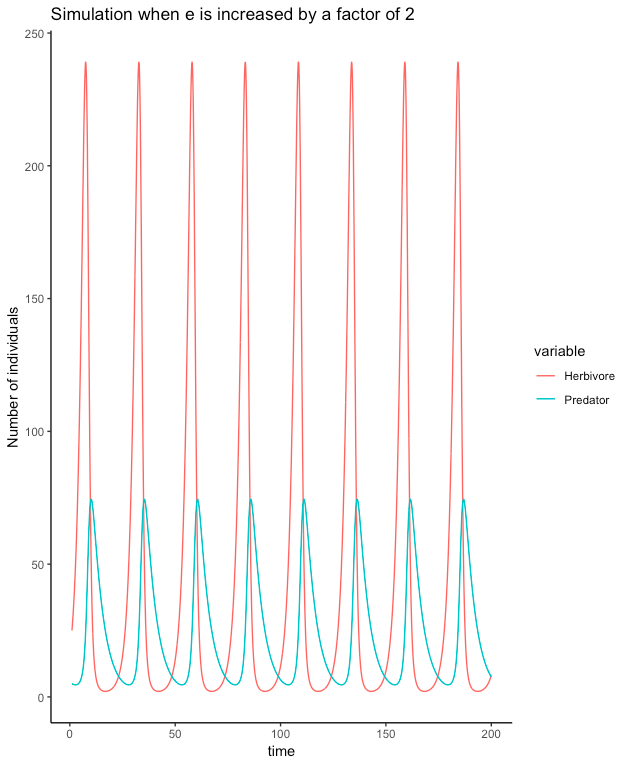 Simulation when e is increased by a factor of 2
250
200
150
100
50
0
Number of individuals
0 50 100 150 200
time
variable
Herbivore
Predator